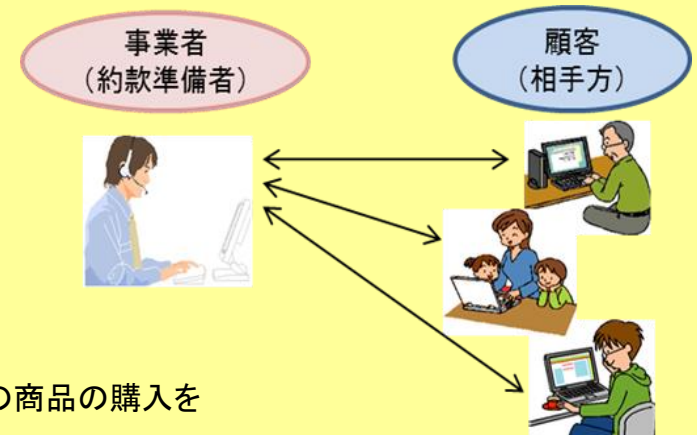 事業者
(約款準備者)
顧客
(相手方)
の商品の購入を